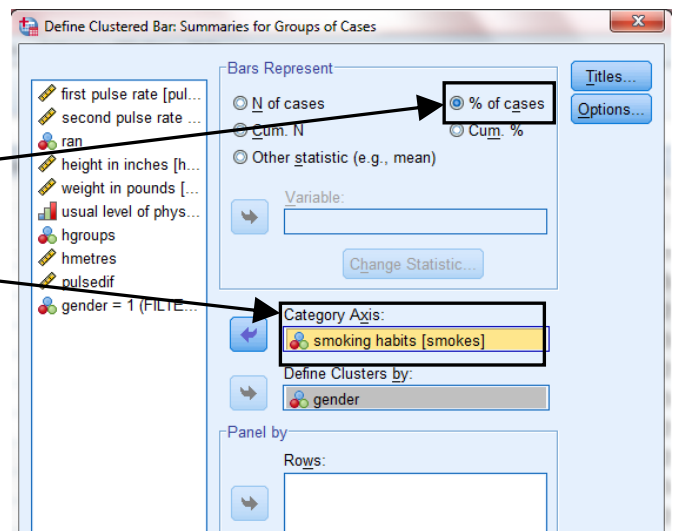 Define Clustered Bar: Summaries for Groups of Cases
first pulse rate [pul...
second pulse rate ...
ran
height in inches [h...
weight in pounds [...
usual level of phys...
hgroups
hmetres
pulsedif
gender = 1 (FILTE...
Bars Represent
N of cases
% of cases
Cum. N
Cum. %
Other statistic (e.g., mean)
Variable:
Change Statistic...
Category Axis:
smoking habits [smokes]
Define Clusters by:
gender
Panel by
Rows:
Titles...
Options...